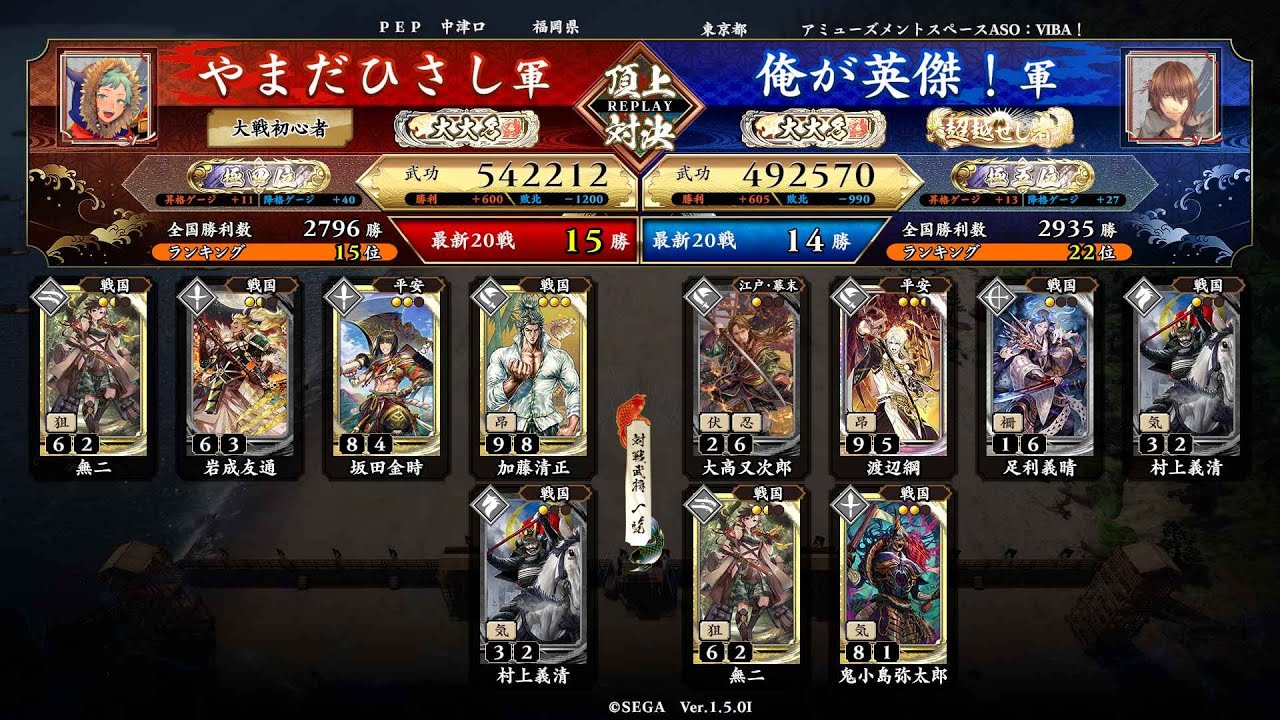 PEP 中津口 福岡県
東京都 アミューズメントスペースASO：VIBA！
やまだひさし軍
頂上
REPLAY
対決
俺が英傑！軍
大戦初心者
大大名
大大名
超越せし者
極四位
武功 542212
武功 492570
極五位
昇格ゲージ +11 降格ゲージ +40
勝利 +600 敗北 -1200
勝利 +605 敗北 -990
昇格ゲージ +13 降格ゲージ +27
全国勝利数 2796 勝
最新20戦 15 勝
最新20戦 14 勝
全国勝利数 2935 勝
ランキング 15 位
ランキング 22 位
戦国
狙
6 2
無二
戦国
6 3
岩成友通
平安
8 4
坂田金時
戦国
昂
9 8
加藤清正
対戦武将一覧
江戸・幕末
伏 忍
2 6
大高又次郎
平安
昂
9 5
渡辺綱
戦国
柵
1 6
足利義晴
戦国
気
3 2
村上義清
戦国
気
3 2
村上義清
戦国
狙
6 2
無二
戦国
気
8 1
鬼小島弥太郎
©SEGA Ver.1.5.0I